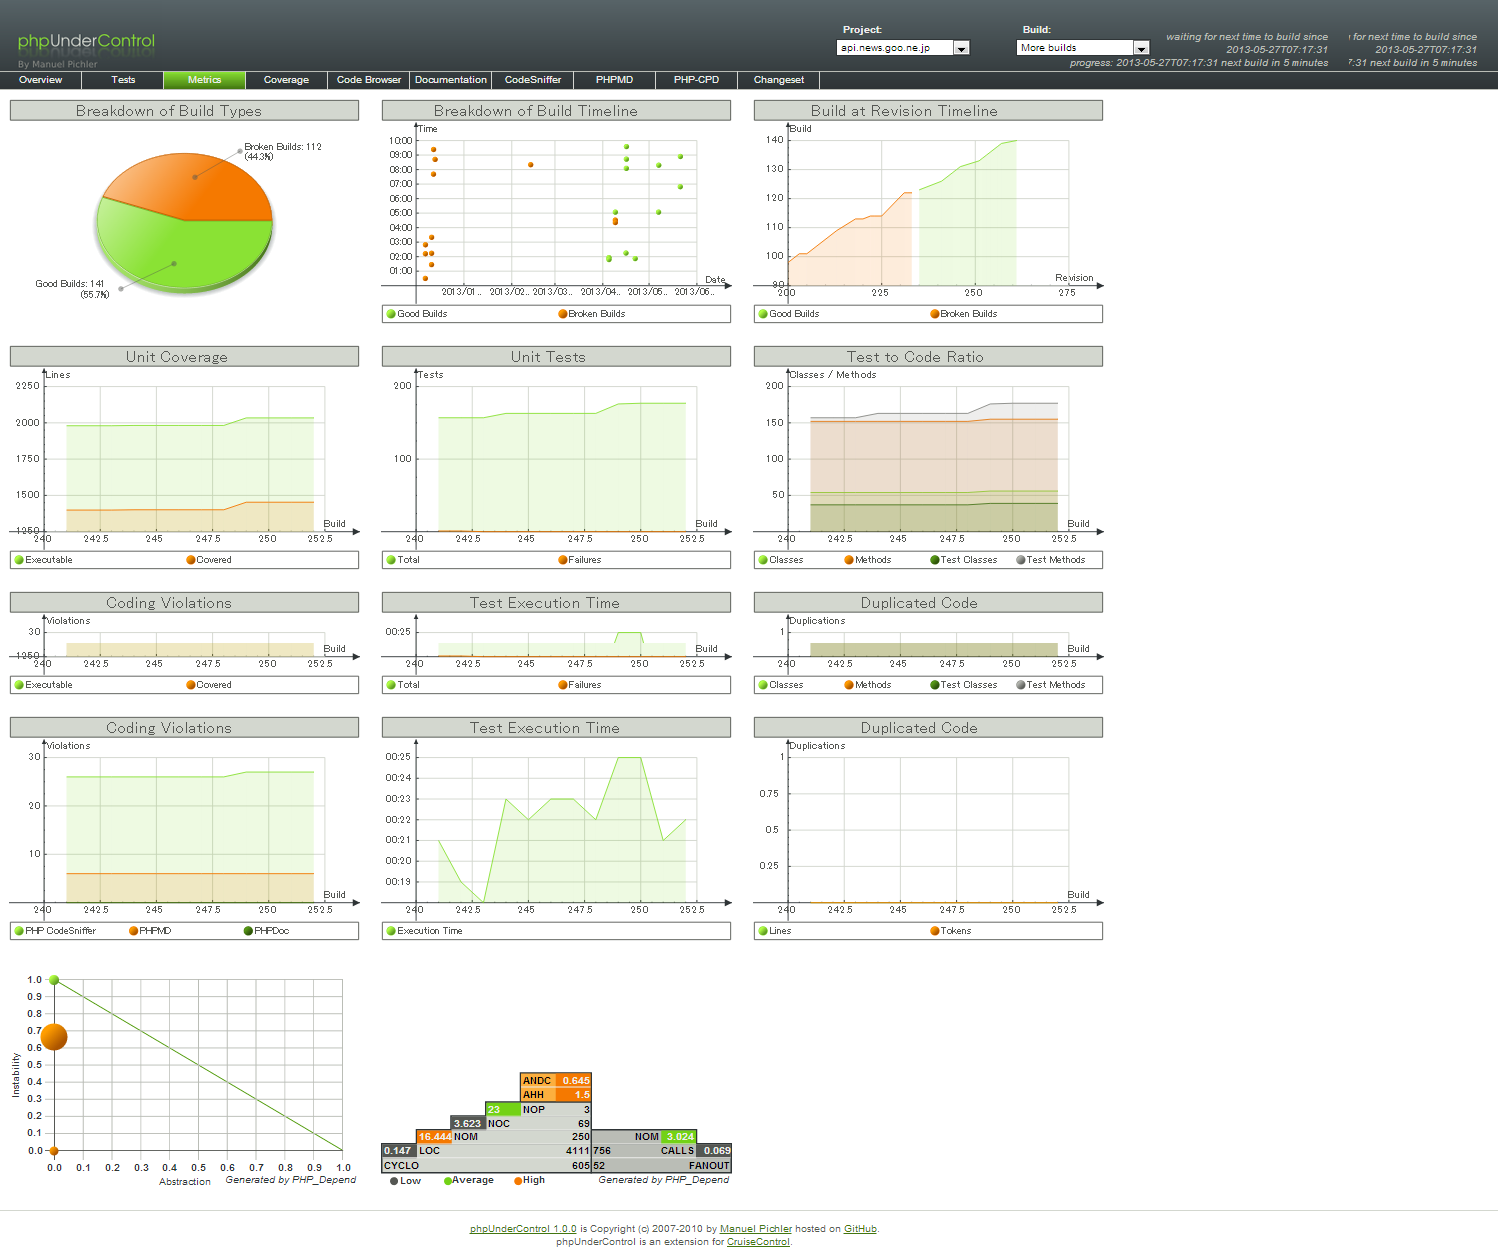 phpUnderControl
By Manuel Pichler
Project:
api.news.goo.ne.jp
Build:
More builds
waiting for next time to build since
2013-05-27T07:17:31
progress: 2013-05-27T07:17:31 next build in 5 minutes
for next time to build since
2013-05-27T07:17:31
7:31 next build in 5 minutes
Overview Tests Metrics Coverage Code Browser Documentation CodeSniffer PHPMD PHP-CPD Changeset
Breakdown of Build Types
Broken Builds: 112
(44.3%)
Good Builds: 141
(55.7%)
Breakdown of Build Timeline
Time
10:00
09:00
08:00
07:00
06:00
05:00
04:00
03:00
02:00
01:00
Date
2013/01.. 2013/02.. 2013/03.. 2013/04.. 2013/05.. 2013/06..
Good Builds Broken Builds
Build at Revision Timeline
Build
140
130
120
110
100
90
Revision
200 225 250 275
Good Builds Broken Builds
Unit Coverage
Lines
2250
2000
1750
1500
1250
Build
240 242.5 245 247.5 250 252.5
Executable Covered
Unit Tests
Tests
200
100
Build
240 242.5 245 247.5 250 252.5
Total Failures
Test to Code Ratio
Classes / Methods
200
150
100
50
Build
240 242.5 245 247.5 250 252.5
Classes Methods Test Classes Test Methods
Coding Violations
Violations
30
1250
Build
240 242.5 245 247.5 250 252.5
Executable Covered
Test Execution Time
00:25
Build
240 242.5 245 247.5 250 252.5
Total Failures
Duplicated Code
Duplications
1
Build
240 242.5 245 247.5 250 252.5
Classes Methods Test Classes Test Methods
Coding Violations
Violations
30
20
10
Build
240 242.5 245 247.5 250 252.5
PHP CodeSniffer PHPMD PHPDoc
Test Execution Time
00:25
00:24
00:23
00:22
00:21
00:20
00:19
Build
240 242.5 245 247.5 250 252.5
Execution Time
Duplicated Code
Duplications
1
0.75
0.5
0.25
Build
240 242.5 245 247.5 250 252.5
Lines Tokens
1.0
0.9
0.8
0.7
0.6
0.5
0.4
0.3
0.2
0.1
0.0
Instability
0.0 0.1 0.2 0.3 0.4 0.5 0.6 0.7 0.8 0.9 1.0
Abstraction
Generated by PHP_Depend
ANDC 0.645
AHH 1.5
23 NOP 3
3.623 NOC 69
16.444 NOM 250 NOM 3.024
0.147 LOC 4111 756 CALLS 0.069
CYCLO 605 52 FANOUT
Low Average High
Generated by PHP_Depend
phpUnderControl 1.0.0 is Copyright (c) 2007-2010 by Manuel Pichler hosted on GitHub.
phpUnderControl is an extension for CruiseControl.